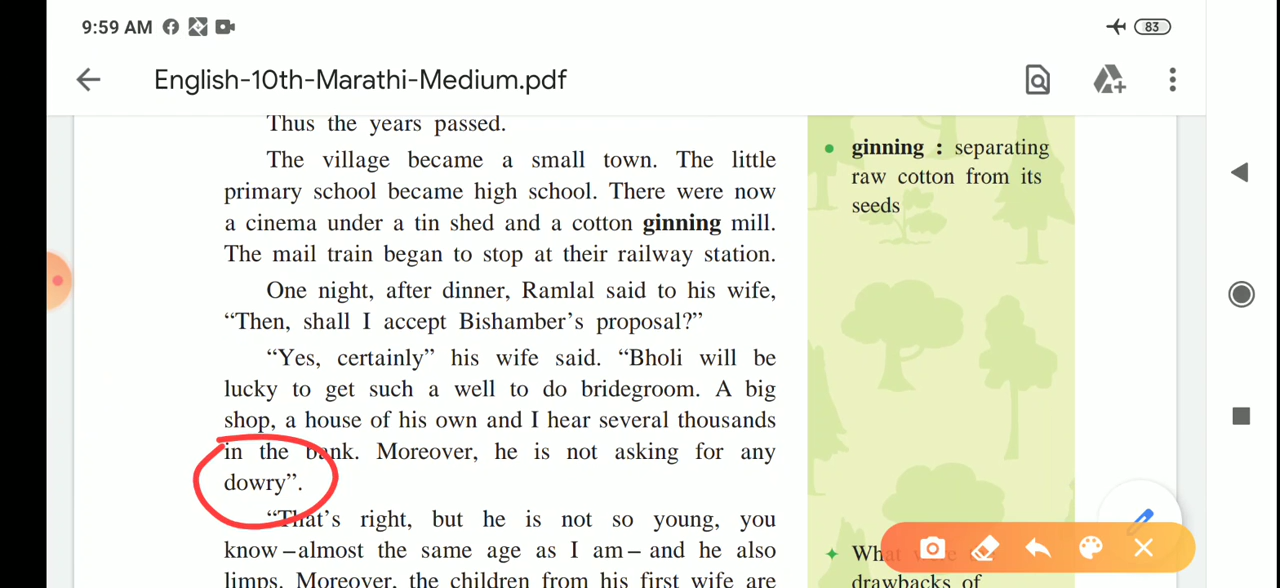 9:59 AM
83
English-10th-Marathi-Medium.pdf
Thus the years passed.
The village became a small town. The little
primary school became high school. There were now
a cinema under a tin shed and a cotton ginning mill.
The mail train began to stop at their railway station.
One night, after dinner, Ramlal said to his wife,
“Then, shall I accept Bishamber’s proposal?”
“Yes, certainly” his wife said. “Bholi will be
lucky to get such a well to do bridegroom. A big
shop, a house of his own and I hear several thousands
in the bank. Moreover, he is not asking for any
dowry”.
“That’s right, but he is not so young, you
know – almost the same age as I am – and he also
limps. Moreover, the children from his first wife are
ginning : separating
raw cotton from its
seeds
What were the
drawbacks of